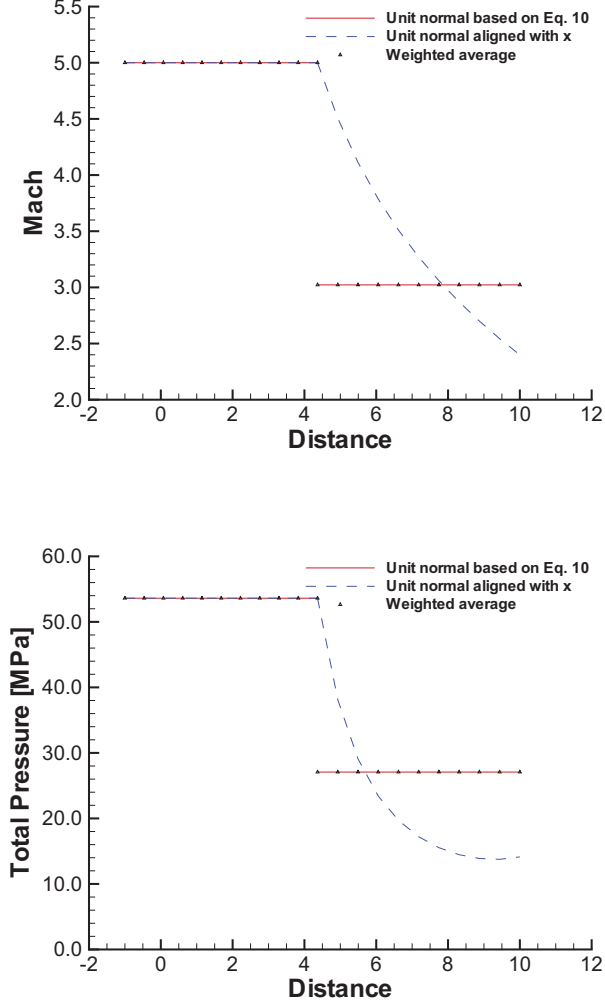 5.5
Unit normal based on Eq. 10
Unit normal aligned with x
Weighted average
5.0
4.5
4.0
3.5
3.0
2.5
2.0
Mach
-2 0 2 4 6 8 10 12
Distance
60.0
Unit normal based on Eq. 10
Unit normal aligned with x
Weighted average
50.0
40.0
30.0
20.0
10.0
0.0
Total Pressure [MPa]
-2 0 2 4 6 8 10 12
Distance